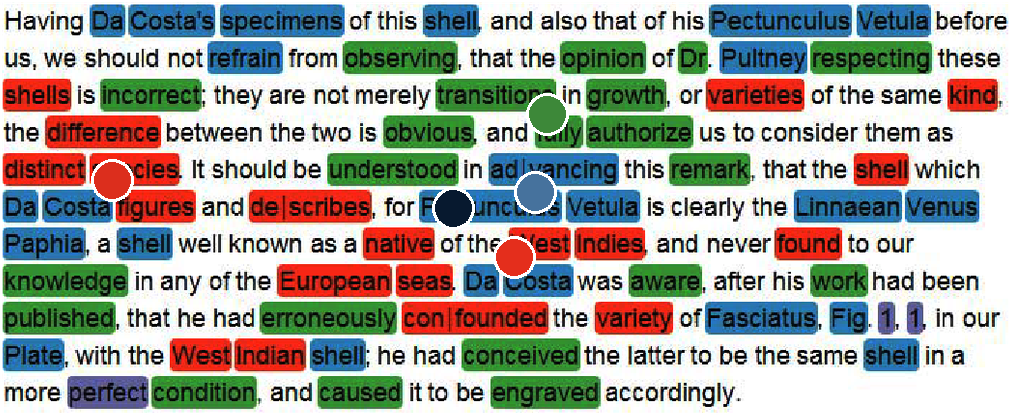 Having Da Costa's specimens of this shell, and also that of his Pectunculus Vetula before
us, we should not refrain from observing, that the opinion of Dr. Pultney respecting these
shells is incorrect; they are not merely transitions in growth, or varieties of the same kind,
the difference between the two is obvious, and fully authorize us to consider them as
distinct species. It should be understood in ad|vancing this remark, that the shell which
Da Costa figures and de|scribes, for Pectunculus Vetula is clearly the Linnaean Venus
Paphia, a shell well known as a native of the West Indies, and never found to our
knowledge in any of the European seas. Da Costa was aware, after his work had been
published, that he had erroneously con|founded the variety of Fasciatus, Fig. 1, 1, in our
Plate, with the West Indian shell; he had conceived the latter to be the same shell in a
more perfect condition, and caused it to be engraved accordingly.